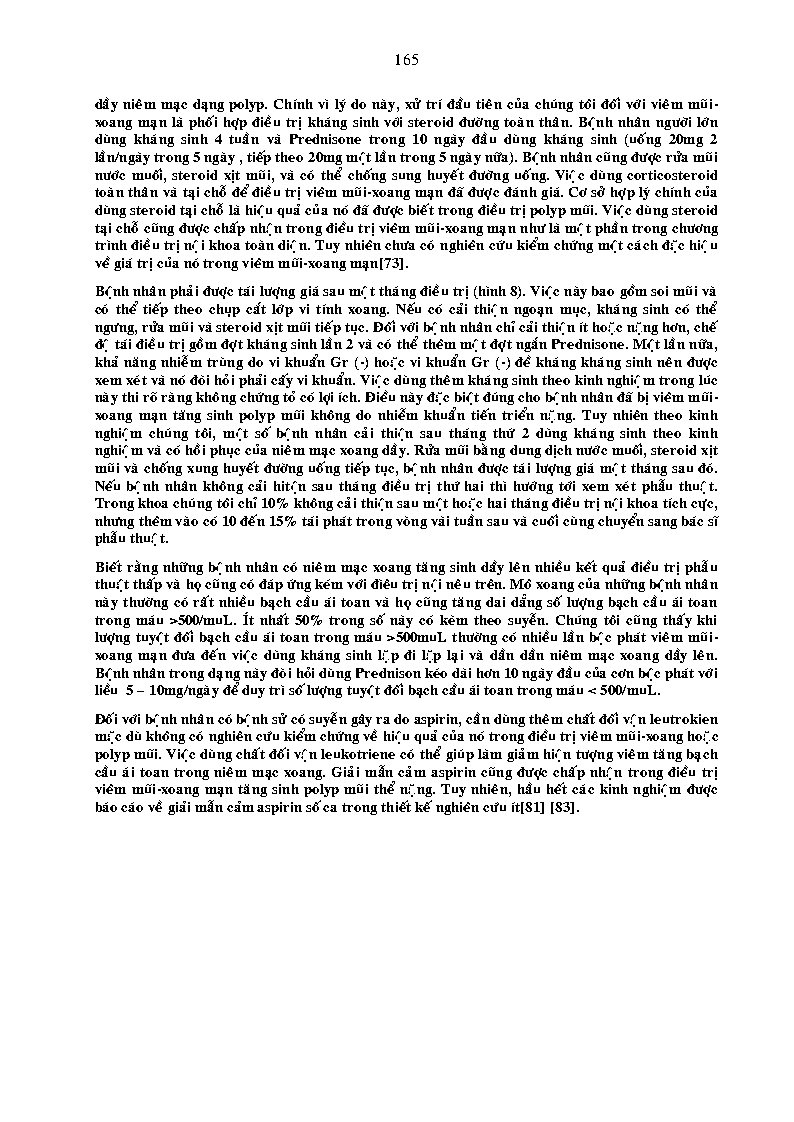 165
dầy niêm mạc dạng polyp. Chính vì lý do này, xử trí đầu tiên của chúng tôi đối với viêm mũi-
xoang mạn là phối hợp điều trị kháng sinh với steroid đường toàn thân. Bệnh nhân người lớn
dùng kháng sinh 4 tuần và Prednisone trong 10 ngày đầu dùng kháng sinh (uống 20mg 2
lần/ngày trong 5 ngày , tiếp theo 20mg một lần trong 5 ngày nữa). Bệnh nhân cũng được rửa mũi
nước muối, steroid xịt mũi, và có thể chống sung huyết đường uống. Việc dùng corticosteroid
toàn thân và tại chỗ để điều trị viêm mũi-xoang mạn đã được đánh giá. Cơ sở hợp lý chính của
dùng steroid tại chỗ là hiệu quả của nó đã được biết trong điều trị polyp mũi. Việc dùng steroid
tại chỗ cũng được chấp nhận trong điều trị viêm mũi-xoang mạn như là một phần trong chương
trình điều trị nội khoa toàn diện. Tuy nhiên chưa có nghiên cứu kiểm chứng một cách đặc hiệu
về giá trị của nó trong viêm mũi-xoang mạn[73].
Bệnh nhân phải được tái lượng giá sau một tháng điều trị (hình 8). Việc này bao gồm soi mũi và
có thể tiếp theo chụp cắt lớp vi tính xoang. Nếu có cải thiện ngoạn mục, kháng sinh có thể
ngưng, rửa mũi và steroid xịt mũi tiếp tục. Đối với bệnh nhân chỉ cải thiện ít hoặc nặng hơn, chế
độ tái điều trị gồm đợt kháng sinh lần 2 và có thể thêm một đợt ngắn Prednisone. Một lần nữa,
khả năng nhiễm trùng do vi khuẩn Gr (-) hoặc vi khuẩn Gr (-) đề kháng kháng sinh nên được
xem xét và nó đòi hỏi phải cấy vi khuẩn. Việc dùng thêm kháng sinh theo kinh nghiệm trong lúc
này thì rõ ràng không chứng tỏ có lợi ích. Điều này đặc biệt đúng cho bệnh nhân đã bị viêm mũi-
xoang mạn tăng sinh polyp mũi không do nhiễm khuẩn tiến triển nặng. Tuy nhiên theo kinh
nghiệm chúng tôi, một số bệnh nhân cải thiện sau tháng thứ 2 dùng kháng sinh theo kinh
nghiệm và có hồi phục của niêm mạc xoang dầy. Rửa mũi bằng dung dịch nước muối, steroid xịt
mũi và chống xung huyết đường uống tiếp tục, bệnh nhân được tái lượng giá một tháng sau đó.
Nếu bệnh nhân không cải hitện sau tháng điều trị thứ hai thì hướng tới xem xét phẫu thuật.
Trong khoa chúng tôi chỉ 10% không cải thiện sau một hoặc hai tháng điều trị nội khoa tích cực,
nhưng thêm vào có 10 đến 15% tái phát trong vòng vài tuần sau và cuối cùng chuyển sang bác sĩ
phẫu thuật.
Biết rằng những bệnh nhân có niêm mạc xoang tăng sinh dầy lên nhiều kết quả điều trị phẫu
thuật thấp và họ cũng có đáp ứng kém với điêu trị nội nêu trên. Mô xoang của những bệnh nhân
này thường có rất nhiều bạch cầu ái toan và họ cũng tăng dai dẳng số lượng bạch cầu ái toan
trong máu >500/muL. Ít nhất 50% trong số này có kèm theo suyễn. Chúng tôi cũng thấy khi
lượng tuyệt đối bạch cầu ái toan trong máu >500muL thường có nhiều lần bộc phát viêm mũi-
xoang mạn đưa đến việc dùng kháng sinh lặp đi lặp lại và dần dần niêm mạc xoang dầy lên.
Bệnh nhân trong dạng này đòi hỏi dùng Prednison kéo dài hơn 10 ngày đầu của cơn bộc phát với
liều 5 – 10mg/ngày để duy trì số lượng tuyệt đối bạch cầu ái toan trong máu < 500/muL.
Đối với bệnh nhân có bệnh sử có suyễn gây ra do aspirin, cần dùng thêm chất đối vận leutrokien
mặc dù không có nghiên cứu kiểm chứng về hiệu quả của nó trong điều trị viêm mũi-xoang hoặc
polyp mũi. Việc dùng chất đối vận leukotriene có thể giúp làm giảm hiện tượng viêm tăng bạch
cầu ái toan trong niêm mạc xoang. Giải mẫn cảm aspirin cũng được chấp nhận trong điều trị
viêm mũi-xoang mạn tăng sinh polyp mũi thể nặng. Tuy nhiên, hầu hết các kinh nghiệm được
báo cáo về giải mẫn cảm aspirin số ca trong thiết kế nghiên cứu ít[81] [83].